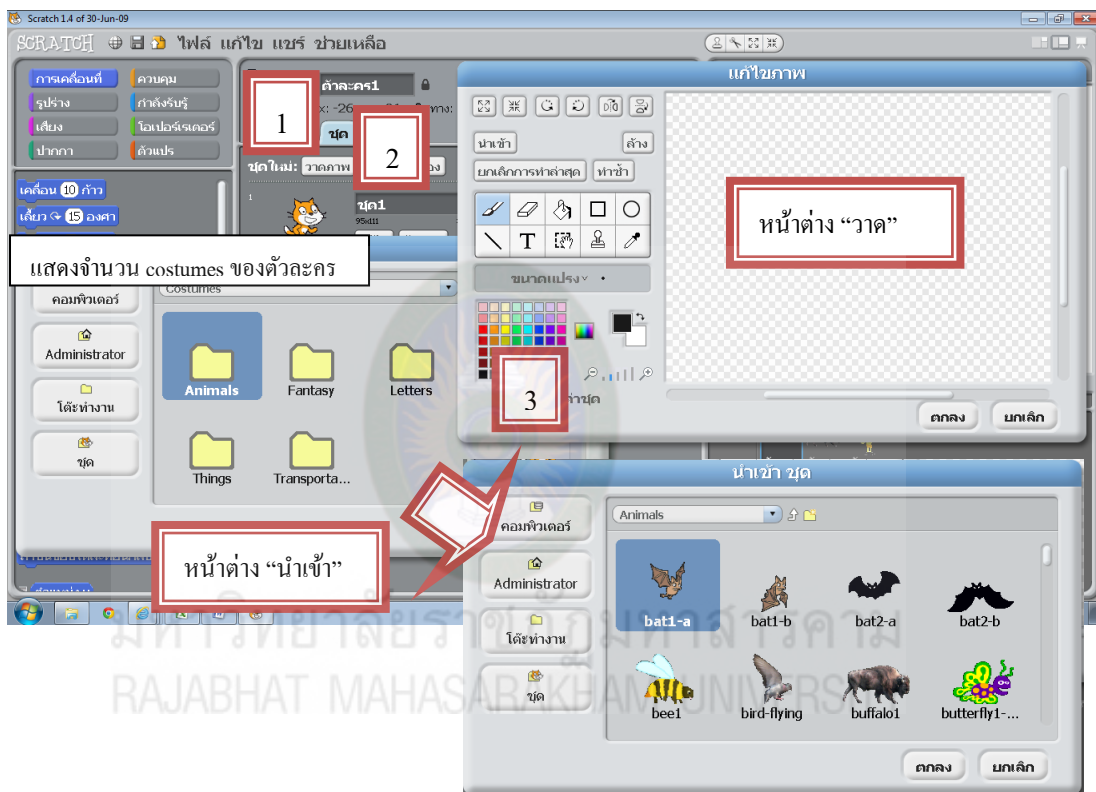 Scratch 1.4 of 30-Jun-09
SCRATCH ไฟล์ แก้ไข แชร์ ช่วยเหลือ
การเคลื่อนที่ ควบคุม
รูปร่าง กำลังรับรู้
เสียง โอเปอร์เรเตอร์
ปากกา ตัวแปร
เคลื่อน 10 ก้าว
เลี้ยว 15 องศา
ตัวละคร1
x: -26
ชุด
ชุดใหม่: วาดภาพ
1
ชุด1
95x111
1
2
แสดงจำนวน costumes ของตัวละคร
Costumes
คอมพิวเตอร์
Administrator
โต๊ะทำงาน
ชุด
Animals
Fantasy
Letters
Things
Transporta...
แก้ไขภาพ
นำเข้า ล้าง
ยกเลิกการทำล่าสุด ทำซ้ำ
T
ขนาดแปรง
หน้าต่าง “วาด”
3
ตกลง ยกเลิก
หน้าต่าง “นำเข้า”
นำเข้า ชุด
คอมพิวเตอร์
Administrator
โต๊ะทำงาน
ชุด
Animals
bat1-a
bat1-b
bat2-a
bat2-b
bee1
bird-flying
buffalo1
butterfly1-...
ตกลง ยกเลิก
มหาวิทยาลัยราชภัฏมหาสารคาม
RAJABHAT MAHASARAKHAM UNIVERSITY